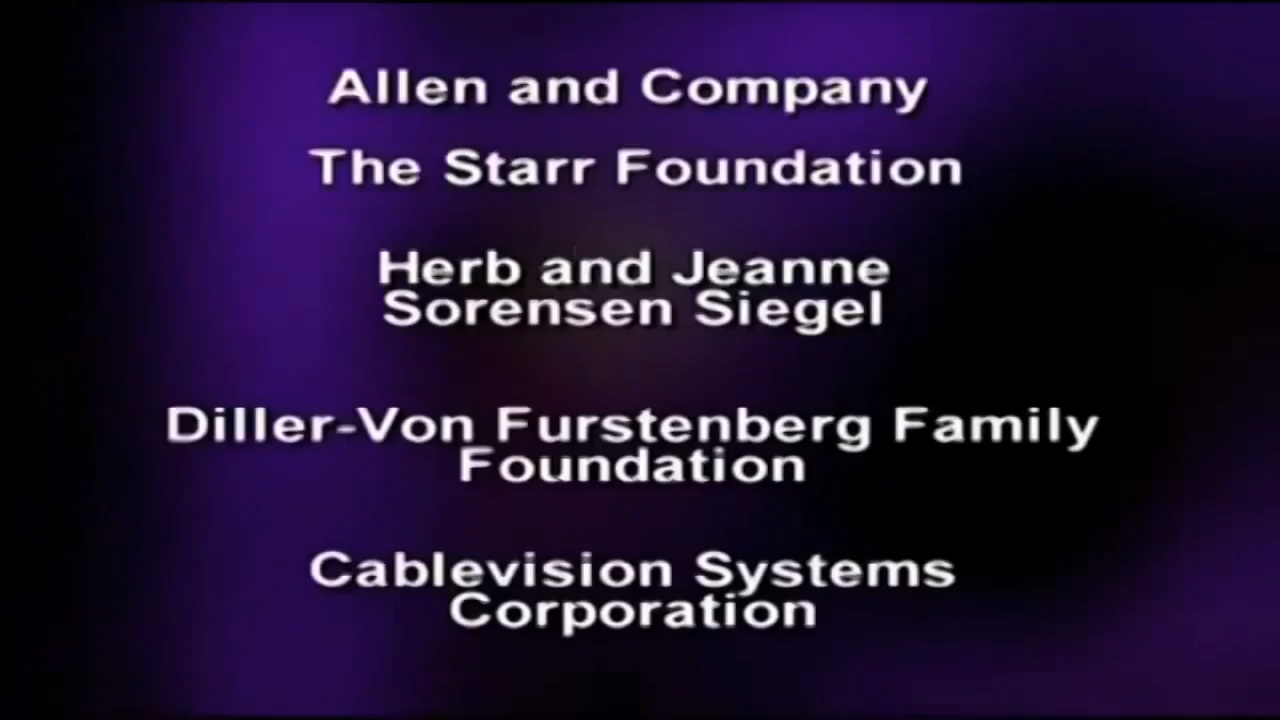 Allen and Company
The Starr Foundation
Herb and Jeanne
Sorensen Siegel
Diller-Von Furstenberg Family
Foundation
Cablevision Systems
Corporation